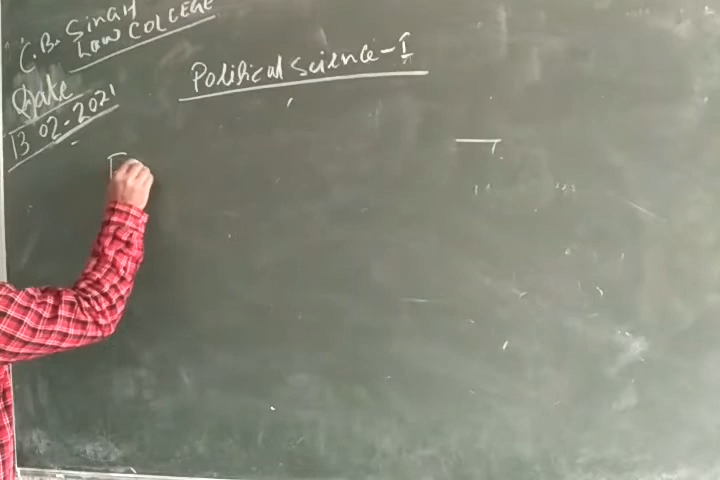 C.B. SINGH
LAW COLLEGE
Political Science-I
Date
13-02-2021